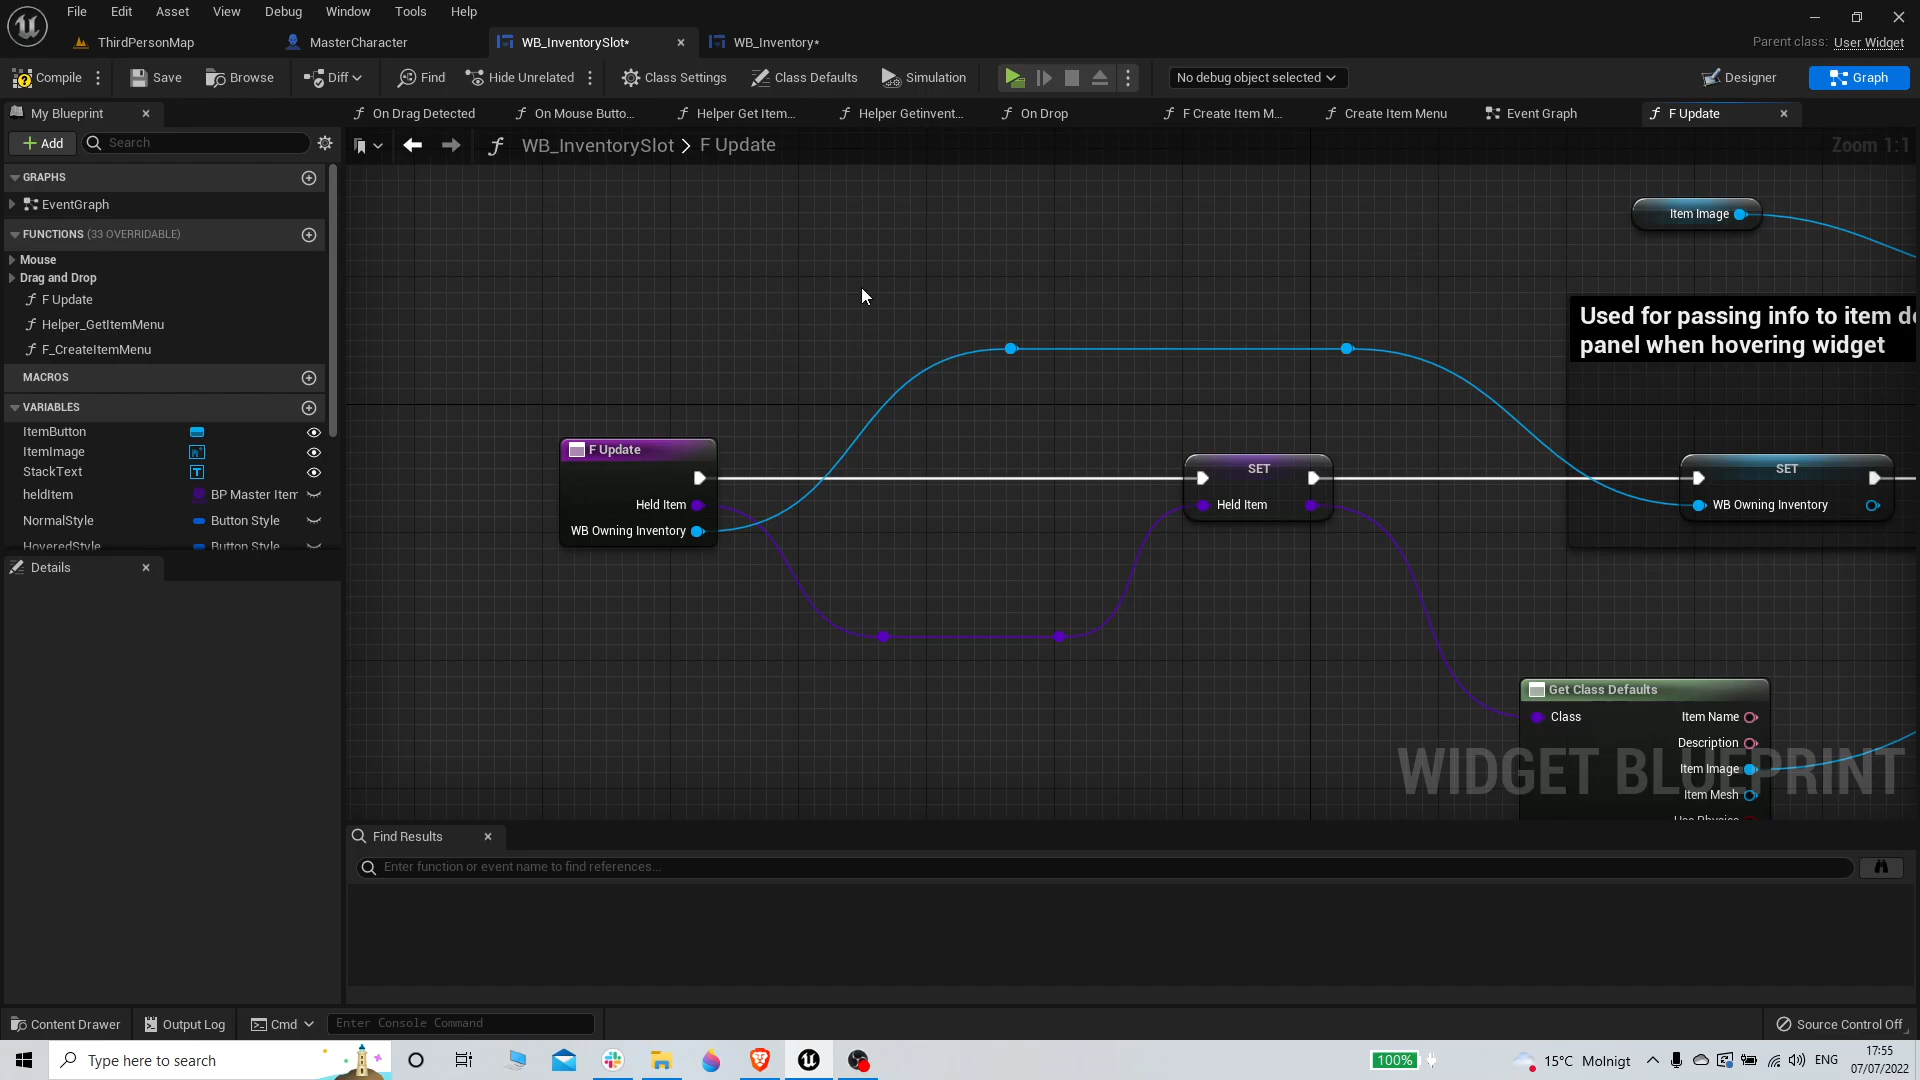 File Edit Asset View Debug Window Tools Help
ThirdPersonMap MasterCharacter WB_InventorySlot* WB_Inventory* Parent class: User Widget
Compile Save Browse Diff Find Hide Unrelated Class Settings Class Defaults Simulation No debug object selected Designer Graph
My Blueprint On Drag Detected On Mouse Butto... Helper Get Item... Helper Getinvent... On Drop F Create Item M... Create Item Menu Event Graph F Update
Add Search WB_InventorySlot > F Update Zoom 1:1
GRAPHS
EventGraph
FUNCTIONS (33 OVERRIDABLE)
Mouse
Drag and Drop
F Update
Helper_GetItemMenu
F_CreateItemMenu
MACROS
VARIABLES
ItemButton
ItemImage
StackText
heldItem BP Master Item
NormalStyle Button Style
HoveredStyle Button Style
Details
Item Image
Used for passing info to item de
panel when hovering widget
F Update
Held Item
WB Owning Inventory
SET
Held Item
SET
WB Owning Inventory
Get Class Defaults
Class Item Name
Description
Item Image
Item Mesh
Use Physics
WIDGET BLUEPRINT
Find Results
Enter function or event name to find references...
Content Drawer Output Log Cmd Enter Console Command Source Control Off
Type here to search 100% 15°C Molnigt ENG 17:55
07/07/2022